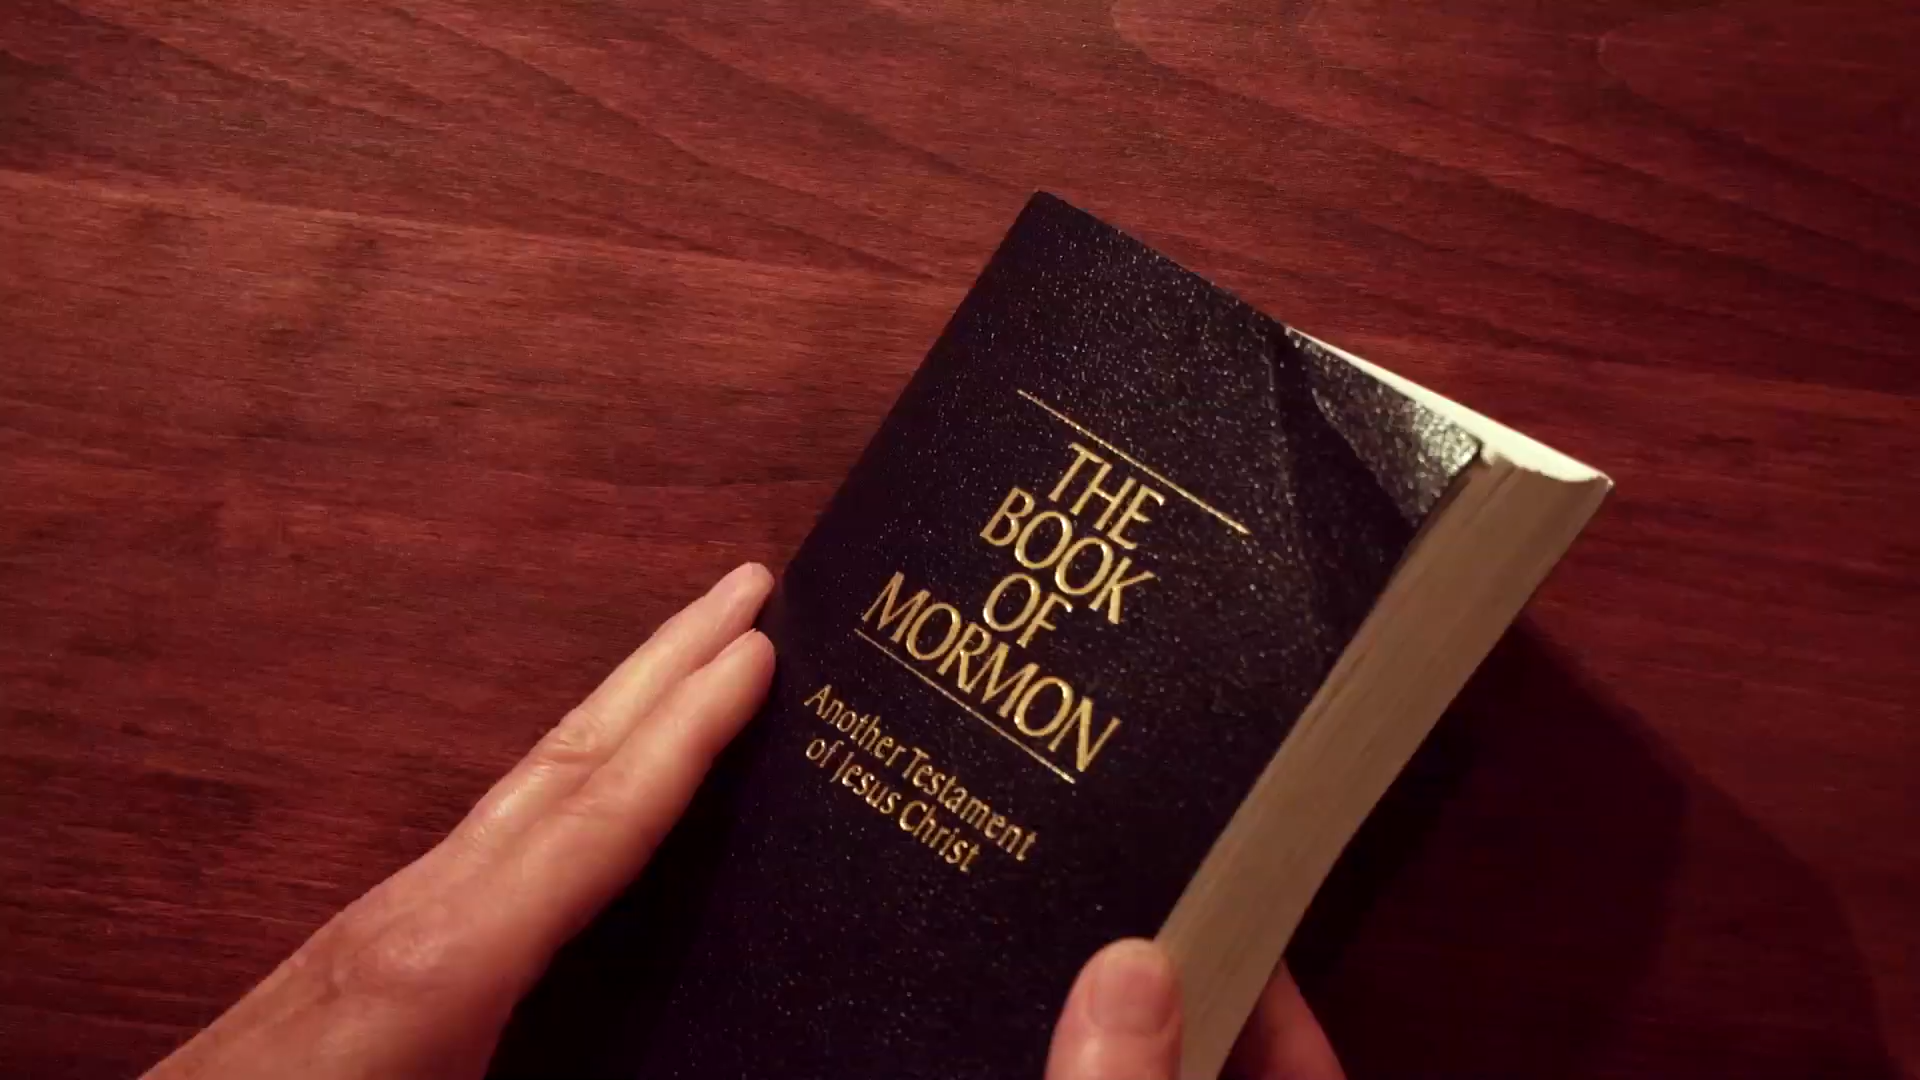 THE
BOOK
OF
MORMON
Another Testament
of Jesus Christ